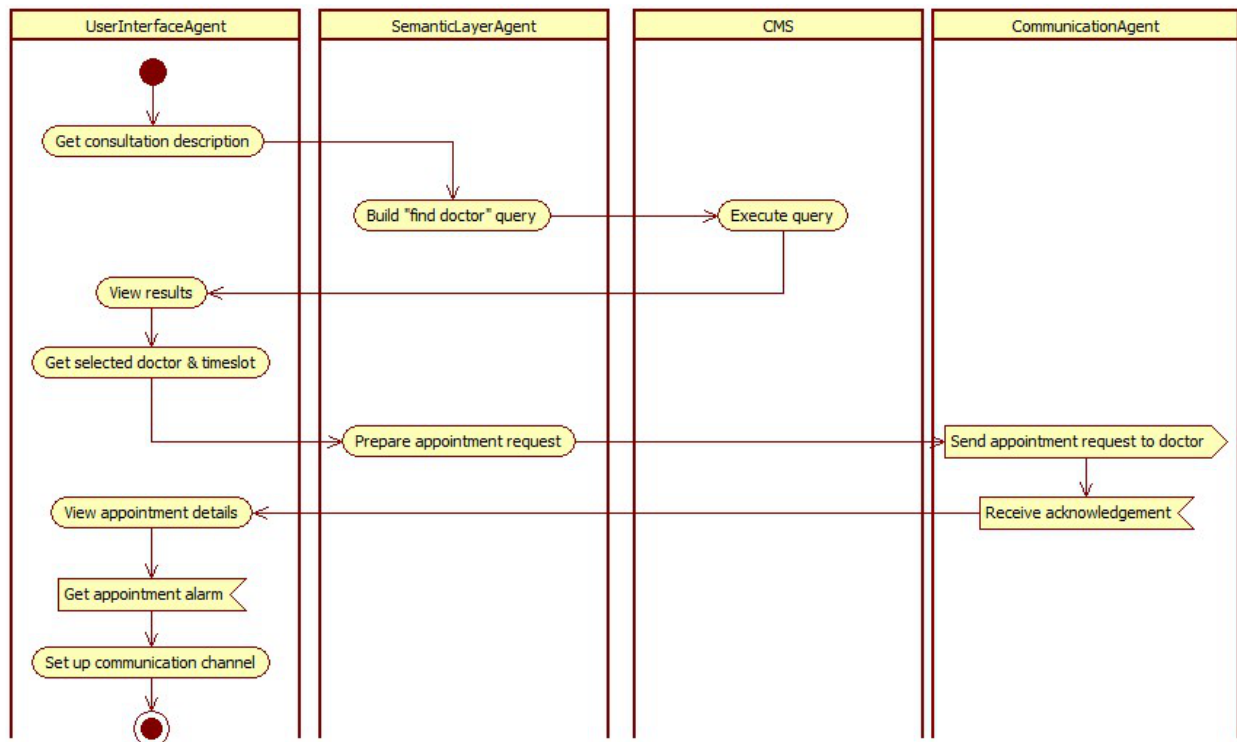 UserInterfaceAgent
SemanticLayerAgent
CMS
CommunicationAgent
Get consultation description
Build "find doctor" query
Execute query
View results
Get selected doctor & timeslot
Prepare appointment request
Send appointment request to doctor
View appointment details
Receive acknowledgement
Get appointment alarm
Set up communication channel